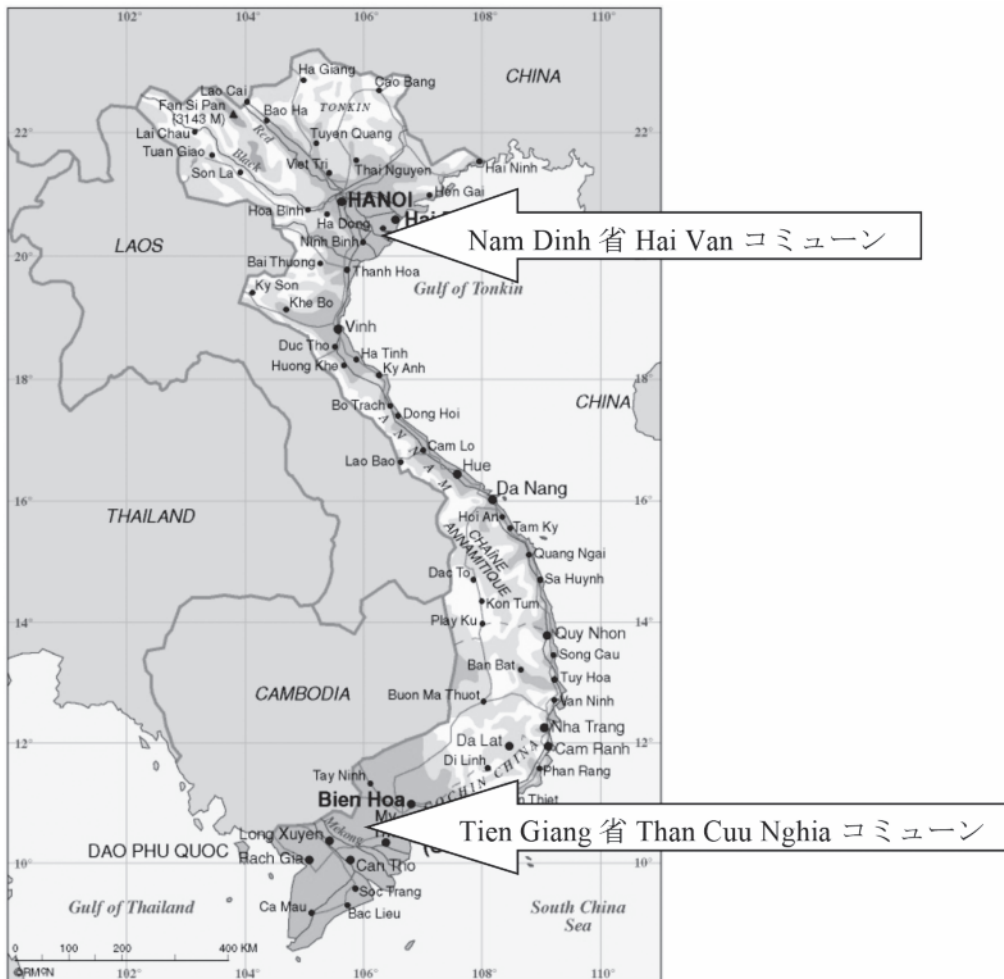 102°
104°
106°
108°
110°
Ha Giang
Cao Bang
CHINA
Lao Cai
Fan Si Pan
(3143 M)
Bao Ha
TONKIN
Red
22°
22°
Lai Chau
Tuyen Quang
Tuan Giao
Black
Viet Tri
Thai Nguyen
Hai Ninh
Son La
Hon Gai
HANOI
Hoa Binh
Ha Dong
Nam Dinh 省 Hai Van コミューン
LAOS
Ninh Binh
20°
20°
Bai Thuong
Thanh Hoa
Ky Son
Gulf of Tonkin
Khe Bo
Vinh
Duc Tho
Ha Tinh
Huong Khe
Ky Anh
18°
18°
CHINA
Bo Trach
Dong Hoi
ANNAM
Cam Lo
Lao Bao
Hue
16°
16°
Da Nang
THAILAND
Hoi An
Tam Ky
CHAÎNE
ANNAMITIQUE
Quang Ngai
Dac To
Sa Huynh
Kon Tum
14°
14°
Play Ku
Quy Nhon
Song Cau
Ban Bat
CAMBODIA
Tuy Hoa
Buon Ma Thuot
Van Ninh
Nha Trang
12°
12°
Da Lat
Cam Ranh
Di Linh
Phan Rang
Tay Ninh
COCHIN CHINA
Bien Hoa
Thiet
My
Mekong
Long Xuyen
Tien Giang 省 Than Cuu Nghia コミューン
DAO PHU QUOC
10°
10°
Rach Gia
Can Tho
Soc Trang
Gulf of Thailand
Ca Mau
Bac Lieu
South China
Sea
0 100 200 400 KM
102°
104°
106°
108°
110°